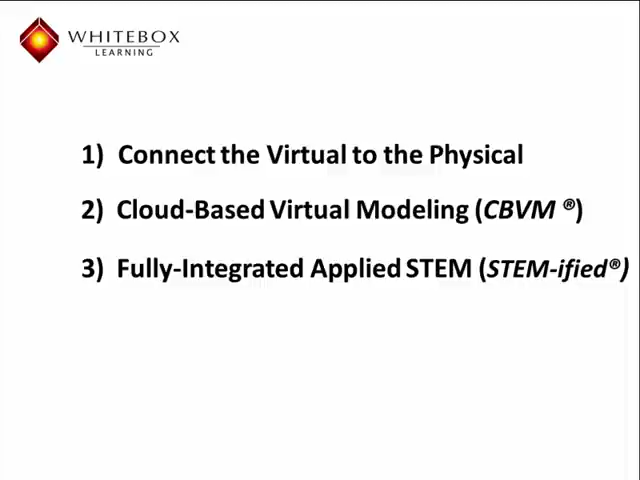 WHITEBOX
LEARNING
1) Connect the Virtual to the Physical
2) Cloud-Based Virtual Modeling (CBVM ®)
3) Fully-Integrated Applied STEM (STEM-ified®)